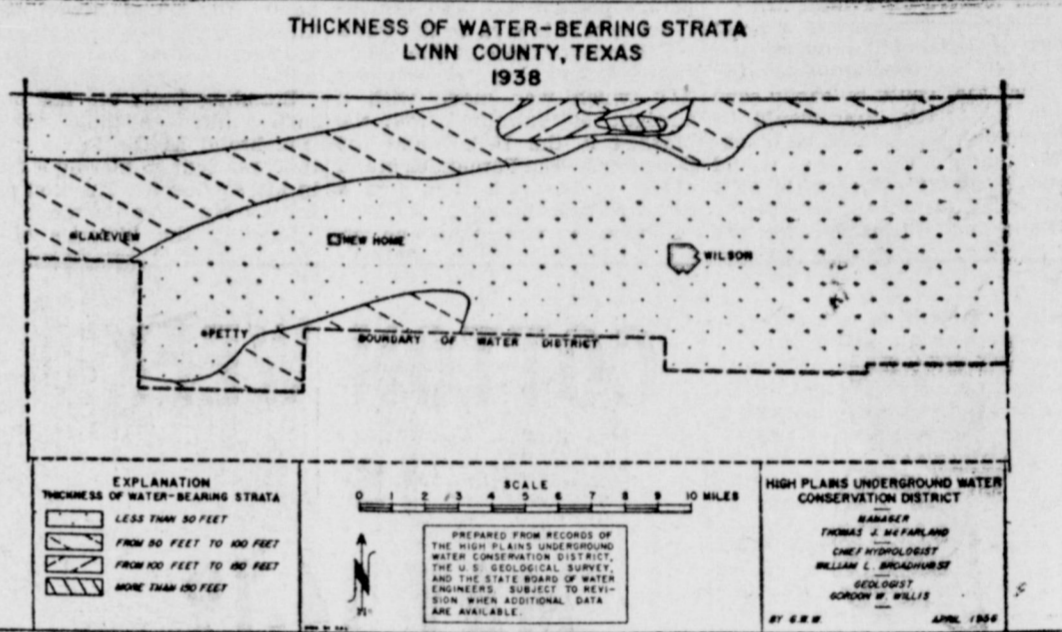 THICKNESS OF WATER-BEARING STRATA
LYNN COUNTY, TEXAS
1938
LAKEVIEW
NEW HOME
WILSON
PETTY
BOUNDARY OF WATER DISTRICT
EXPLANATION
THICKNESS OF WATER-BEARING STRATA
LESS THAN 50 FEET
FROM 50 FEET TO 100 FEET
FROM 100 FEET TO 150 FEET
MORE THAN 150 FEET
SCALE
0 1 2 3 4 5 6 7 8 9 10 MILES
N
PREPARED FROM RECORDS OF
THE HIGH PLAINS UNDERGROUND
WATER CONSERVATION DISTRICT,
THE U.S. GEOLOGICAL SURVEY,
AND THE STATE BOARD OF WATER
ENGINEERS. SUBJECT TO REVI-
SION WHEN ADDITIONAL DATA
ARE AVAILABLE.
HIGH PLAINS UNDERGROUND WATER
CONSERVATION DISTRICT
MANAGER
THOMAS J. McFARLAND
CHIEF HYDROLOGIST
WILLIAM L. BROADHURST
GEOLOGIST
GORDON W. WILLIS
BY G.W.W.
APRIL